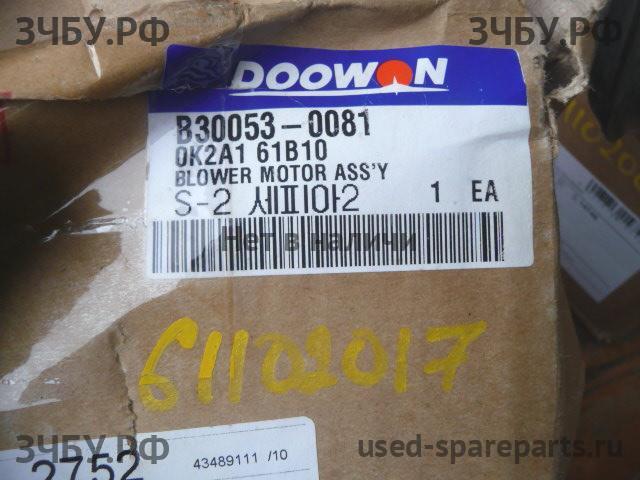 ЗЧБУ.РФ
ЗЧБУ.РФ
DOOWON
B30053-0081
0K2A1 61B10
BLOWER MOTOR ASS'Y
S-2 세피아2 1 EA
Нет в наличи
61102017
ЗЧБУ.РФ
2752
43489111 /10
used-spareparts.ru